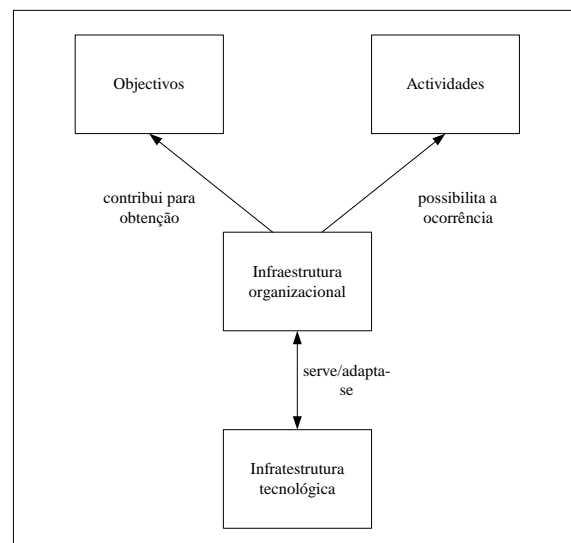 Objectivos
Actividades
contribui para
obtenção
possibilita a
ocorrência
Infraestrutura
organizacional
serve/adapta-
se
Infratestrutura
tecnológica